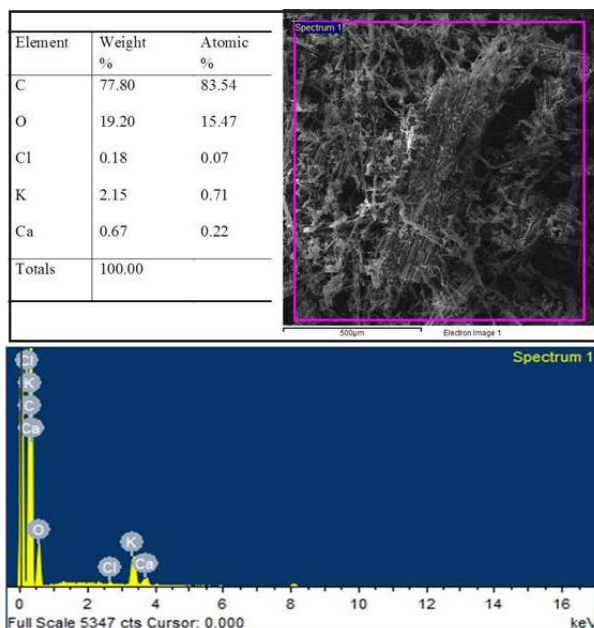 Element Weight Atomic
% %
C 77.80 83.54
O 19.20 15.47
Cl 0.18 0.07
K 2.15 0.71
Ca 0.67 0.22
Totals 100.00
Spectrum 1
500µm Electron Image 1
Spectrum 1
Cl
K
C
Ca
O
Cl
K
Ca
0 2 4 6 8 10 12 14 16
Full Scale 5347 cts Cursor: 0.000 keV